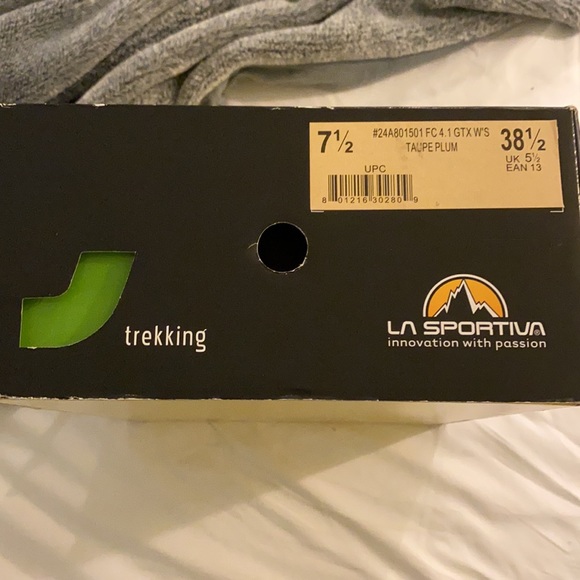 7½
#24A801501 FC 4.1 GTX W'S
TAUPE PLUM
38½
UK 5½
EAN 13
UPC
8 01216 30280 9
trekking
LA SPORTIVA®
innovation with passion